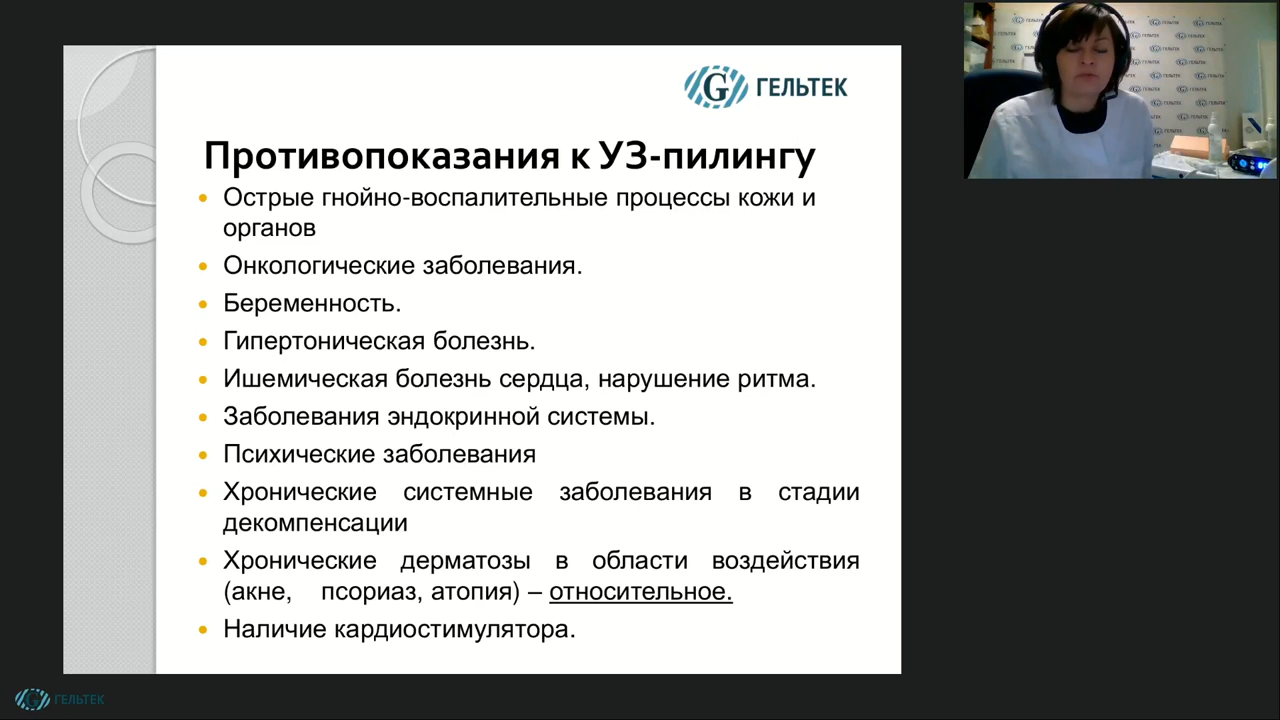 ГЕЛЬТЕК
Противопоказания к УЗ-пилингу
Острые гнойно-воспалительные процессы кожи и
органов
Онкологические заболевания.
Беременность.
Гипертоническая болезнь.
Ишемическая болезнь сердца, нарушение ритма.
Заболевания эндокринной системы.
Психические заболевания
Хронические системные заболевания в стадии
декомпенсации
Хронические дерматозы в области воздействия
(акне, псориаз, атопия) – относительное.
Наличие кардиостимулятора.
ГЕЛЬТЕК